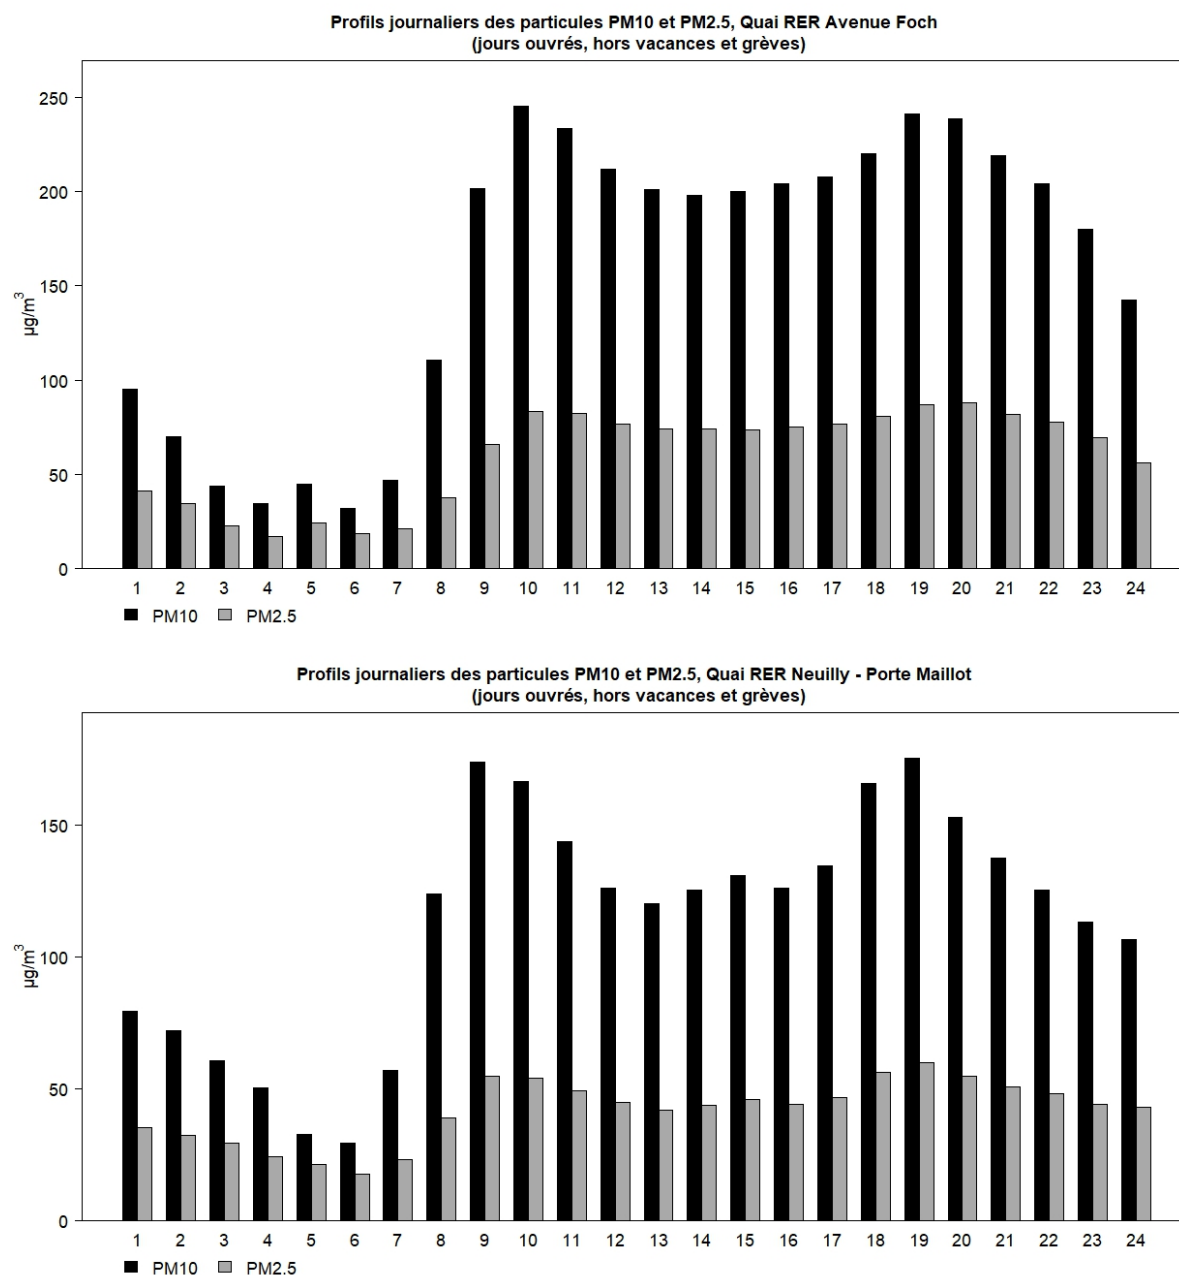 Profils journaliers des particules PM10 et PM2.5, Quai RER Avenue Foch
(jours ouvrés, hors vacances et grèves)
250
200
150
100
50
0
µg/m³
1 2 3 4 5 6 7 8 9 10 11 12 13 14 15 16 17 18 19 20 21 22 23 24
PM10 PM2.5
Profils journaliers des particules PM10 et PM2.5, Quai RER Neuilly - Porte Maillot
(jours ouvrés, hors vacances et grèves)
150
100
50
0
µg/m³
1 2 3 4 5 6 7 8 9 10 11 12 13 14 15 16 17 18 19 20 21 22 23 24
PM10 PM2.5